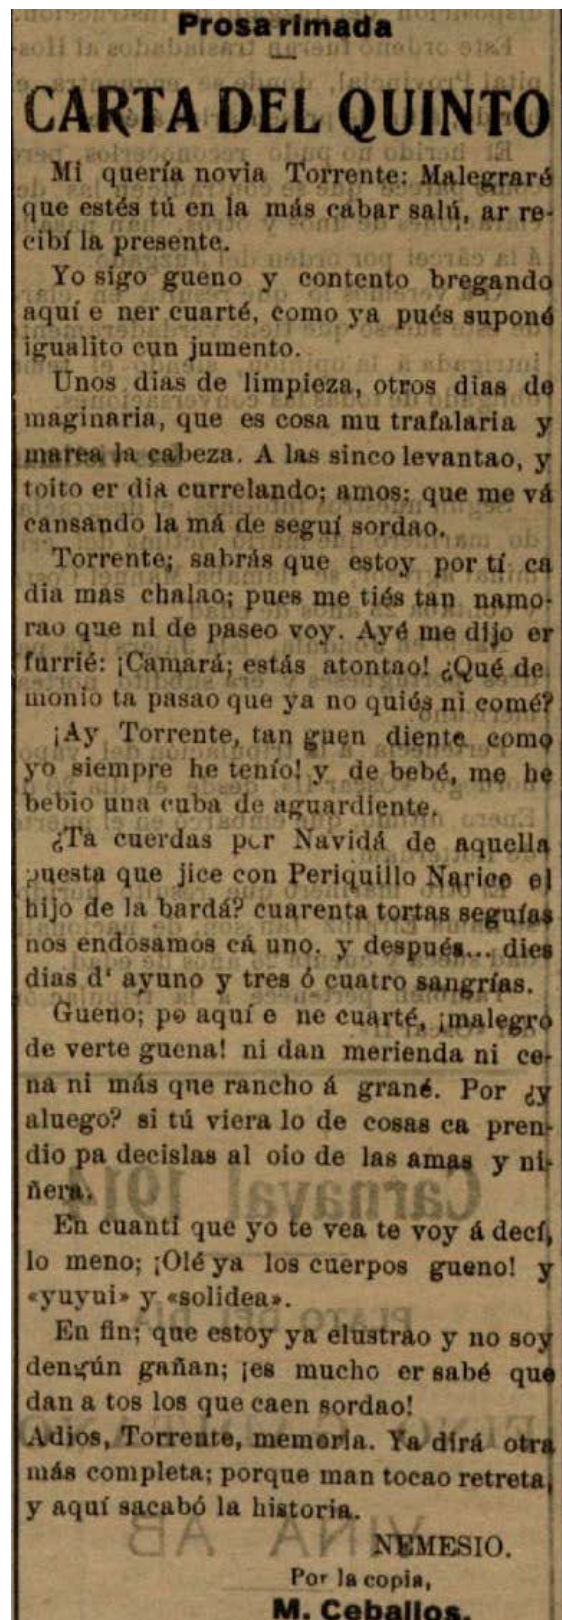 Prosa rimada
CARTA DEL QUINTO
Mi quería novia Torrente: Malegraré
que estés tú en la más cabar salú, ar re-
cibí la presente.
Yo sigo gueno y contento bregando
aquí e ner cuarté, como ya pués suponé
igualito cun jumento.
Unos dias de limpieza, otros dias de
maginaria, que es cosa mu trafalaria y
marea la cabeza. A las sinco levantao, y
toito er dia currelando; amos; que me vá
cansando la má de seguí sordao.
Torrente; sabrás que estoy por tí ca
dia mas chalao; pues me tiés tan namo-
rao que ni de paseo voy. Ayé me dijo er
furrié: ¡Camará; estás atontao! ¿Qué de
monio ta pasao que ya no quiés ni comé?
¡Ay Torrente, tan guen diente como
yo siempre he tenío! y de bebé, me he
bebio una cuba de aguardiente.
¿Ta cuerdas por Navidá de aquella
puesta que jice con Periquillo Narice el
hijo de la bardá? cuarenta tortas seguías
nos endosamos cá uno. y después... dies
dias d' ayuno y tres ó cuatro sangrías.
Gueno; po aquí e ne cuarté, ¡malegro
de verte guena! ni dan merienda ni ce-
na ni más que rancho á grané. Por ¿y
aluego? si tú viera lo de cosas ca pren-
dio pa decislas al oio de las amas y ni-
ñera.
En cuanti que yo te vea te voy á decí,
lo meno; ¡Olé ya los cuerpos gueno! y
«yuyui» y «solidea».
En fin; que estoy ya elustrao y no soy
dengún gañan; ¡es mucho er sabé que
dan a tos los que caen sordao!
Adios, Torrente, memoria. Ya dirá otra
más completa; porque man tocao retreta,
y aquí sacabó la historia.
NEMESIO.
Por la copia,
M. Ceballos.